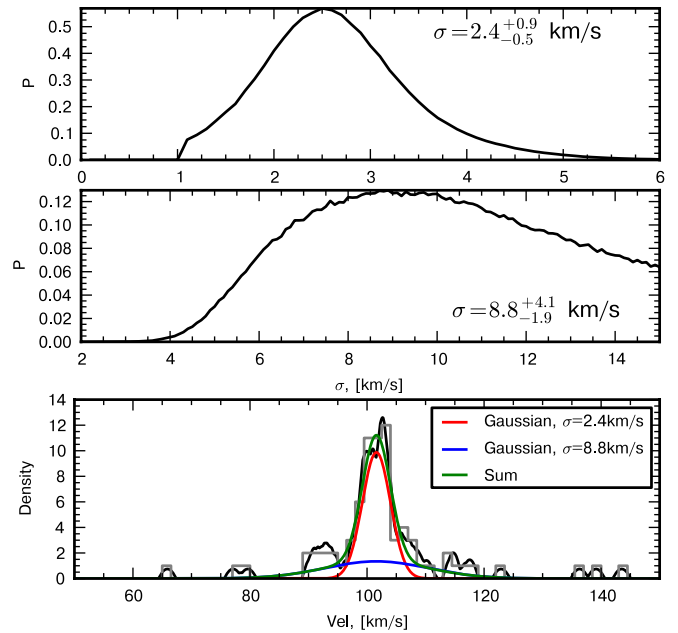 0.5
0.4
0.3
0.2
0.1
0.0
P
σ=2.4+0.9−0.5 km/s
0 1 2 3 4 5 6
0.12
0.10
0.08
0.06
0.04
0.02
0.00
P
σ=8.8+4.1−1.9 km/s
2 4 6 8 10 12 14
σ, [km/s]
14
12
10
8
6
4
2
0
Density
Gaussian, σ=2.4km/s
Gaussian, σ=8.8km/s
Sum
60 80 100 120 140
Vel, [km/s]